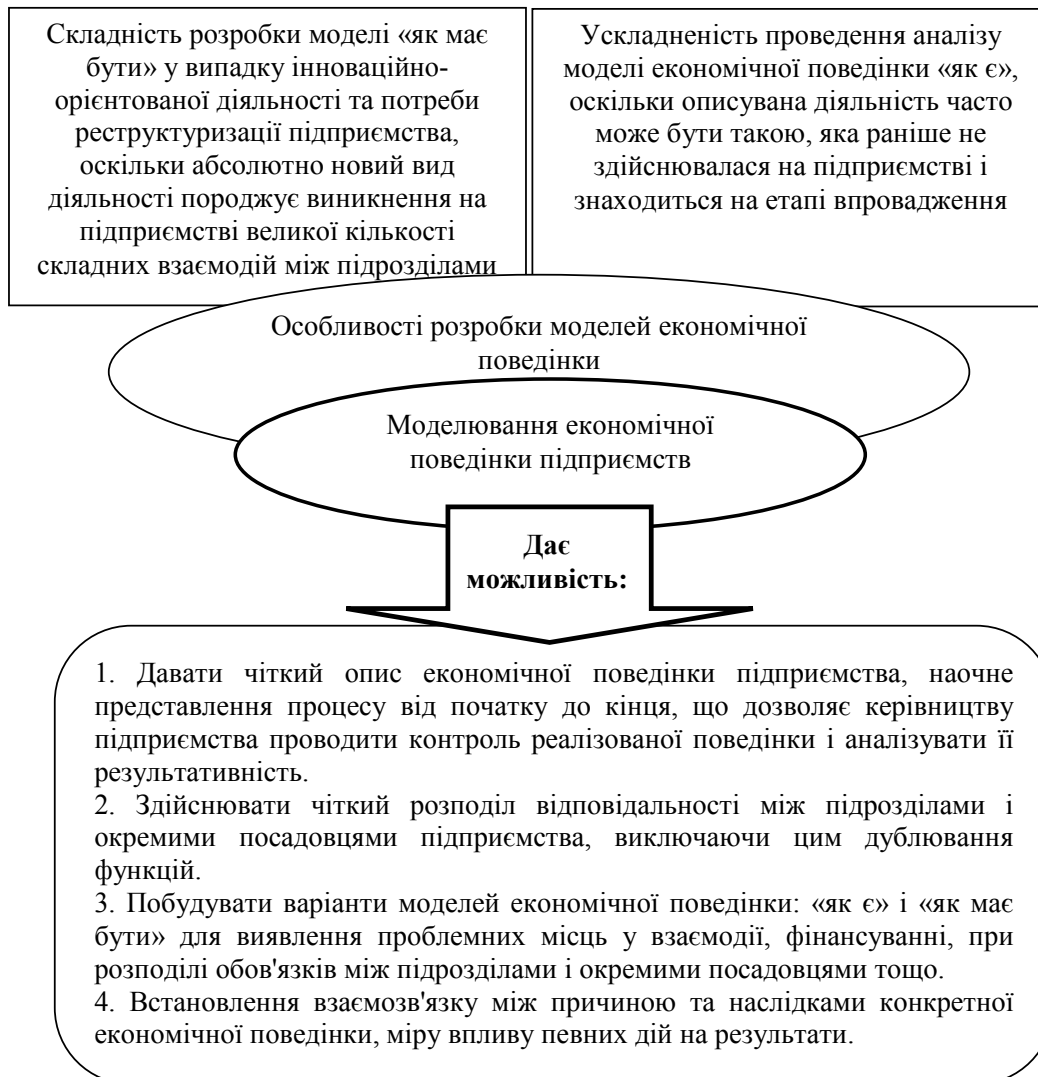 Складність розробки моделі «як має
бути» у випадку інноваційно-
орієнтованої діяльності та потреби
реструктуризації підприємства,
оскільки абсолютно новий вид
діяльності породжує виникнення на
підприємстві великої кількості
складних взаємодій між підрозділами
Ускладненість проведення аналізу
моделі економічної поведінки «як є»,
оскільки описувана діяльність часто
може бути такою, яка раніше не
здійснювалася на підприємстві і
знаходиться на етапі впровадження
Особливості розробки моделей економічної
поведінки
Моделювання економічної
поведінки підприємств
Дає
можливість:
1. Давати чіткий опис економічної поведінки підприємства, наочне
представлення процесу від початку до кінця, що дозволяє керівництву
підприємства проводити контроль реалізованої поведінки і аналізувати її
результативність.
2. Здійснювати чіткий розподіл відповідальності між підрозділами і
окремими посадовцями підприємства, виключаючи цим дублювання
функцій.
3. Побудувати варіанти моделей економічної поведінки: «як є» і «як має
бути» для виявлення проблемних місць у взаємодії, фінансуванні, при
розподілі обов'язків між підрозділами і окремими посадовцями тощо.
4. Встановлення взаємозв'язку між причиною та наслідками конкретної
економічної поведінки, міру впливу певних дій на результати.